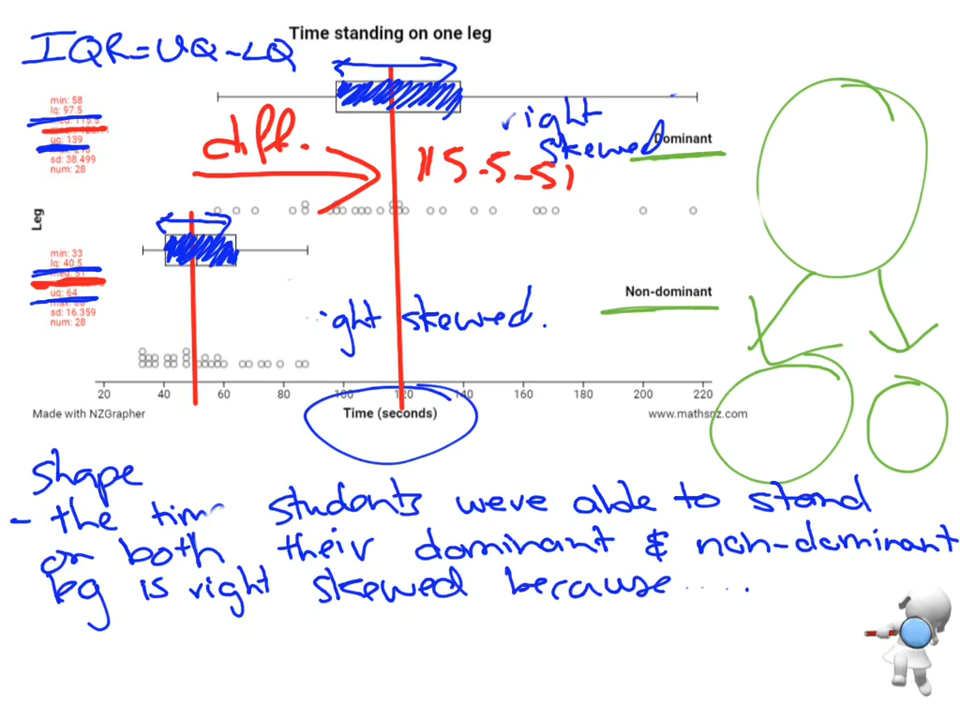 IQR=UQ-LQ
Time standing on one leg
min: 58
lq: 97.5
uq: 139
sd: 38.499
num: 28
right
skewed
Dominant
diff.
115.5-51
Leg
min: 33
lq: 40.5
uq: 64
sd: 16.359
num: 28
Non-dominant
ight skewed.
20 40 60 80 100 120 140 160 180 200 220
Made with NZGrapher
Time (seconds)
www.mathsnz.com
Shape
- the time students were able to stand
on both their dominant & non-dominant
leg is right skewed because .....